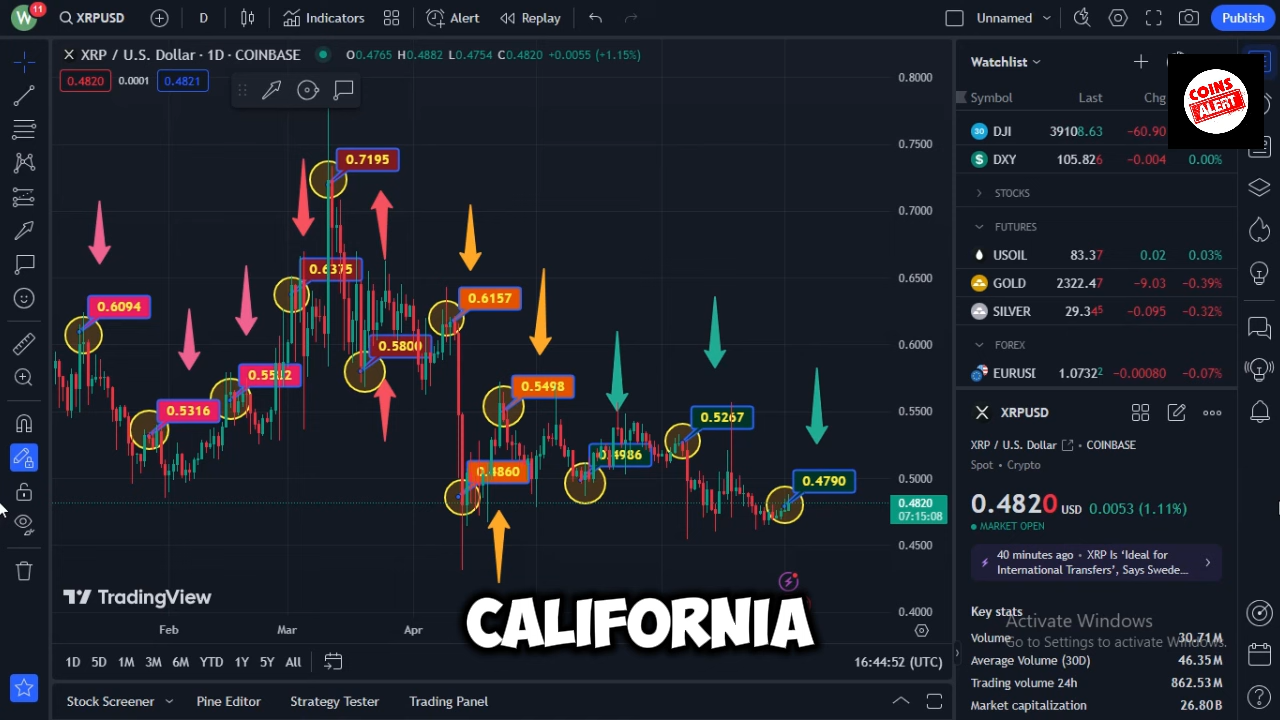 W 11 XRPUSD D Indicators Alert Replay Unnamed Publish
XRP / U.S. Dollar · 1D · COINBASE O0.4765 H0.4882 L0.4754 C0.4820 +0.0055 (+1.15%)
0.4820 0.0001 0.4821
0.8000
0.7500
0.7000
0.6500
0.6000
0.5500
0.5000
0.4820
07:15:08
0.4500
0.4000
0.7195
0.6375
0.6094
0.5800
0.6157
0.5512
0.5316
0.5498
0.4860
0.4986
0.5267
0.4790
TradingView
CALIFORNIA
Feb Mar Apr
1D 5D 1M 3M 6M YTD 1Y 5Y All 16:44:52 (UTC)
Stock Screener Pine Editor Strategy Tester Trading Panel
Watchlist
COINS
ALERT
Symbol Last Chg
30 DJI 39108.63 -60.90
$ DXY 105.826 -0.004 0.00%
STOCKS
FUTURES
USOIL 83.37 0.02 0.03%
GOLD 2322.47 -9.03 -0.39%
SILVER 29.345 -0.095 -0.32%
FOREX
EURUSI 1.07322 -0.00080 -0.07%
XRPUSD
XRP / U.S. Dollar COINBASE
Spot • Crypto
0.4820 USD 0.0053 (1.11%)
MARKET OPEN
40 minutes ago • XRP Is ‘Ideal for
International Transfers’, Says Swede...
Key stats
Activate Windows
Volume 30.71M
Go to Settings to activate Windows.
Average Volume (30D) 46.35M
Trading volume 24h 862.53M
Market capitalization 26.80B